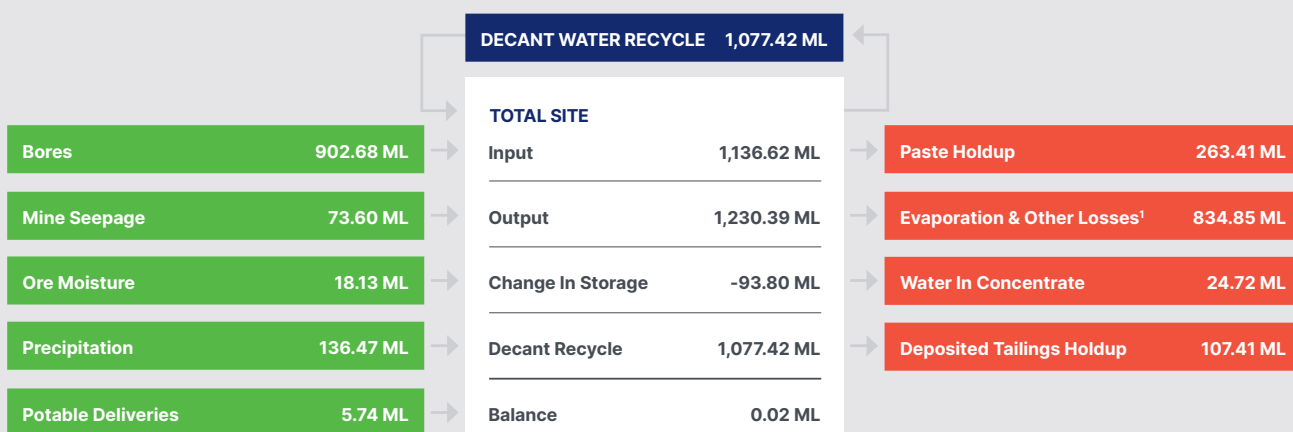 DECANT WATER RECYCLE 1,077.42 ML
TOTAL SITE
Bores 902.68 ML
Input 1,136.62 ML
Paste Holdup 263.41 ML
Mine Seepage 73.60 ML
Output 1,230.39 ML
Evaporation & Other Losses¹ 834.85 ML
Ore Moisture 18.13 ML
Change In Storage -93.80 ML
Water In Concentrate 24.72 ML
Precipitation 136.47 ML
Decant Recycle 1,077.42 ML
Deposited Tailings Holdup 107.41 ML
Potable Deliveries 5.74 ML
Balance 0.02 ML